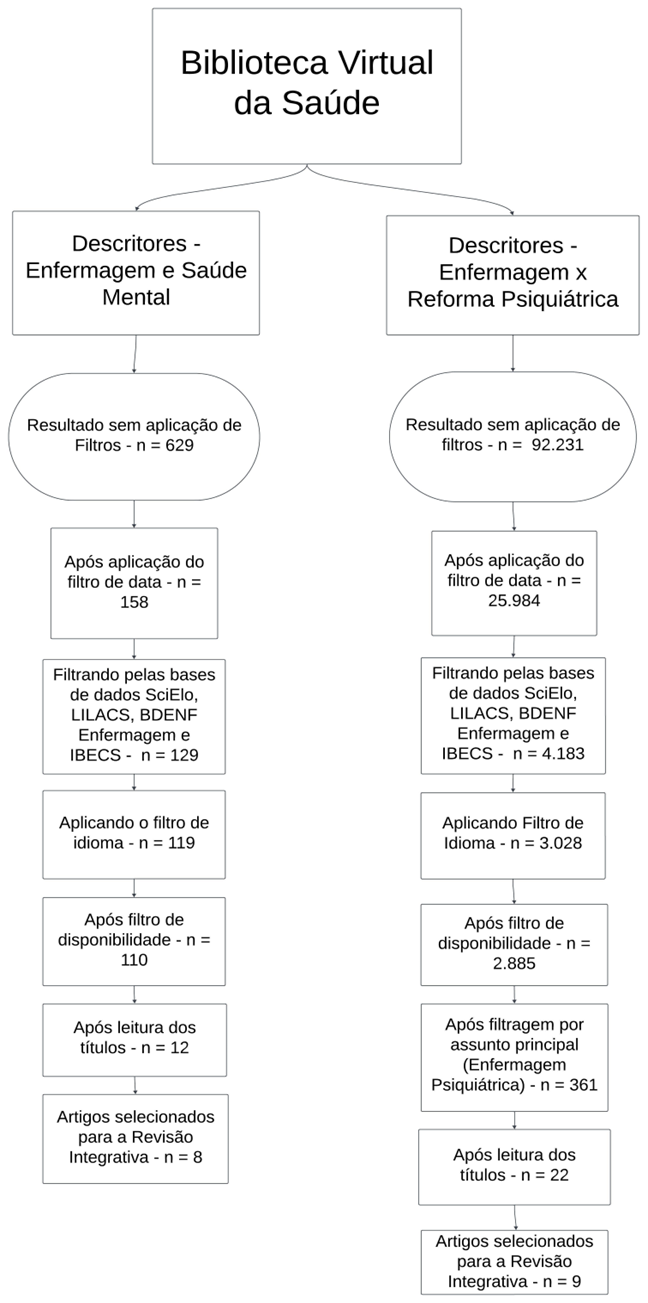 Biblioteca Virtual
da Saúde
Descritores -
Enfermagem e Saúde
Mental
Resultado sem aplicação de
Filtros - n = 629
Após aplicação do
filtro de data - n =
158
Filtrando pelas bases
de dados SciElo,
LILACS, BDENF
Enfermagem e
IBECS - n = 129
Aplicando o filtro de
idioma - n = 119
Após filtro de
disponibilidade - n =
110
Após leitura dos
títulos - n = 12
Artigos selecionados
para a Revisão
Integrativa - n = 8
Descritores -
Enfermagem x
Reforma Psiquiátrica
Resultado sem aplicação de
filtros - n = 92.231
Após aplicação do
filtro de data - n =
25.984
Filtrando pelas bases
de dados SciElo,
LILACS, BDENF
Enfermagem e
IBECS - n = 4.183
Aplicando Filtro de
Idioma - n = 3.028
Após filtro de
disponibilidade - n =
2.885
Após filtragem por
assunto principal
(Enfermagem
Psiquiátrica) - n = 361
Após leitura dos
títulos - n = 22
Artigos selecionados
para a Revisão
Integrativa - n = 9